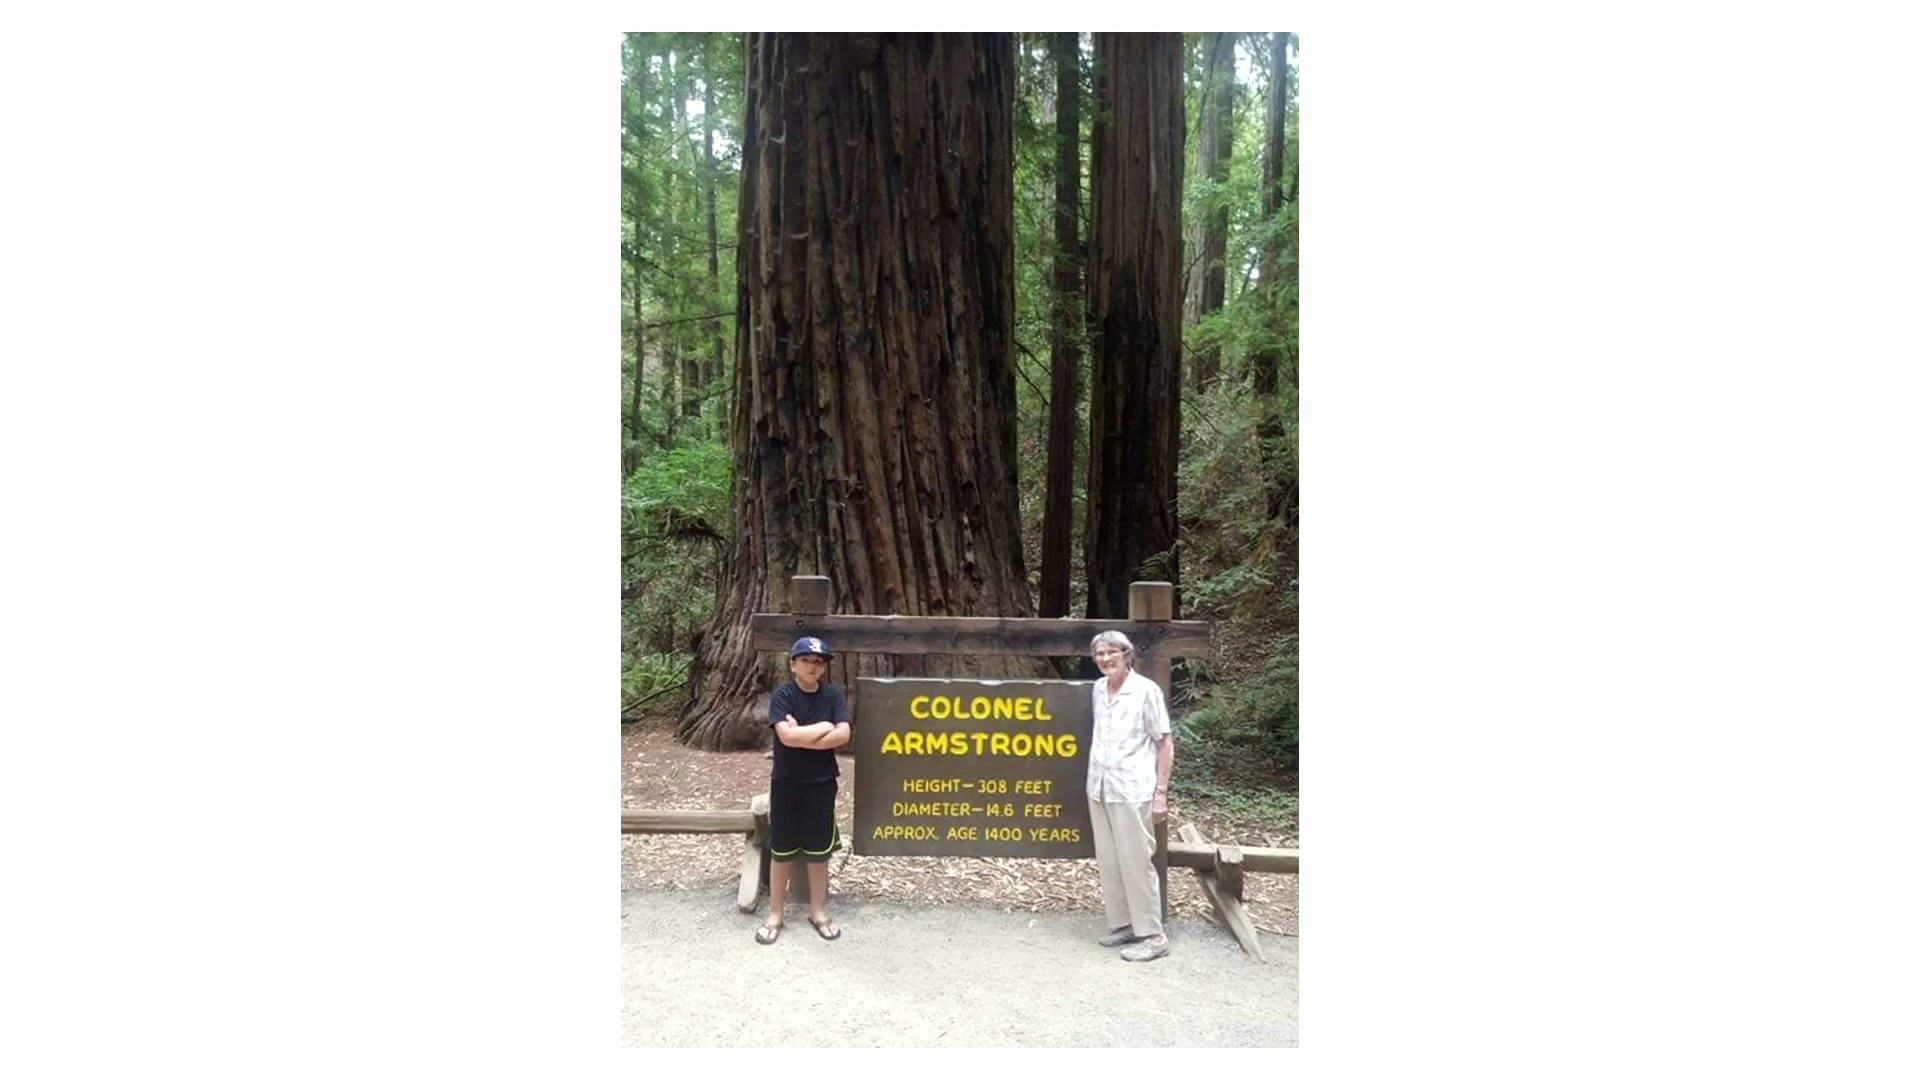 COLONEL
ARMSTRONG
HEIGHT—308 FEET
DIAMETER—14.6 FEET
APPROX. AGE 1400 YEARS